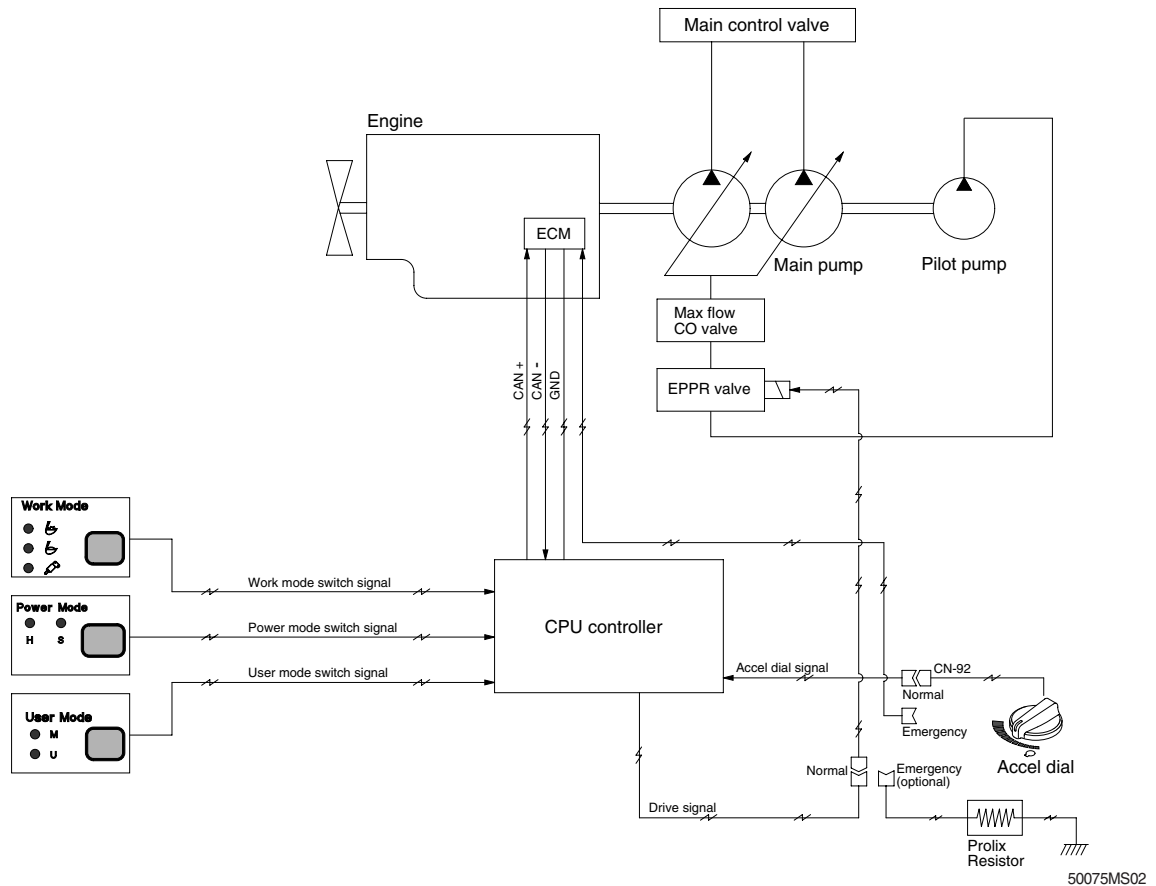 Main control valve
Engine
ECM
Main pump
Pilot pump
Max flow
CO valve
EPPR valve
CAN +
CAN -
GND
Work Mode
Work mode switch signal
Power Mode
H S
Power mode switch signal
CPU controller
User mode switch signal
User Mode
M
U
Accel dial signal
CN-92
Normal
Emergency
Accel dial
Normal
Emergency
(optional)
Drive signal
Prolix
Resistor
50075MS02